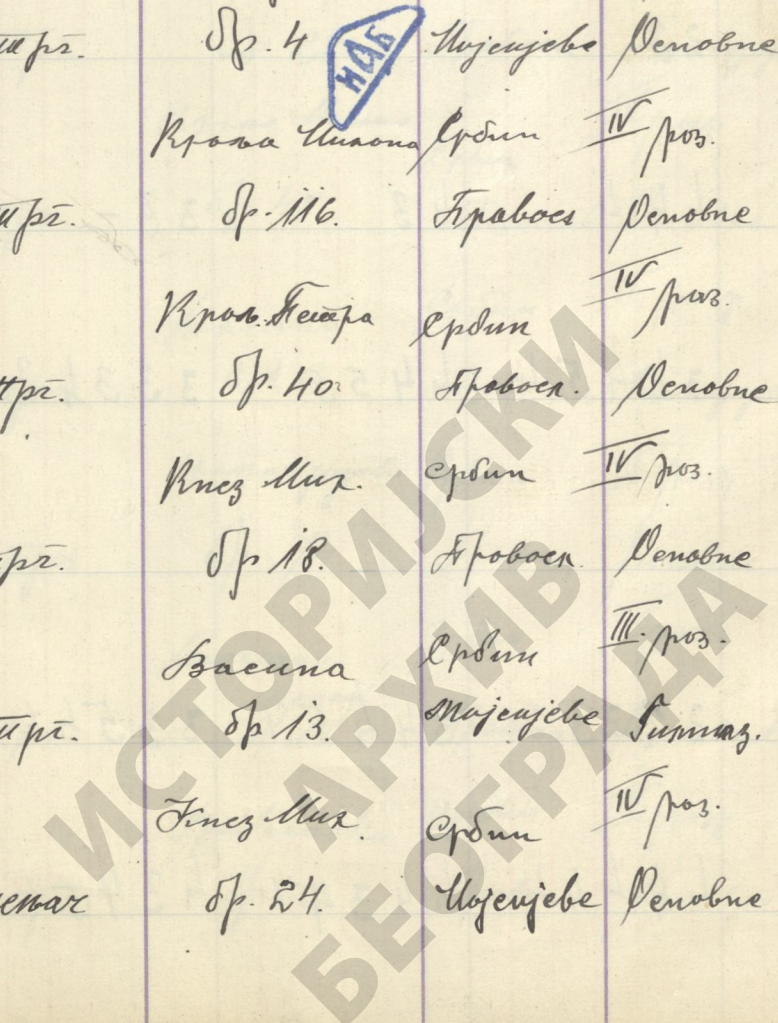 трг. бр. 4 Мојсијеве Основне
ИАБ
Краља Милана Србин IV раз.
трг. бр. 116. Правосл Основне
Краљ. Петра Србин IV раз.
трг. бр. 40. Правосл. Основне
Кнез Мих. Србин IV раз.
трг. бр. 18. Правосл. Основне
Васина Србин III. раз.
трг. бр. 13. Мојсијеве Гимназ.
Кнез Мих. Србин IV раз.
бр. 24. Мојсијеве Основне
ИСТОРИЈСКИ
АРХИВ
БЕОГРАДА